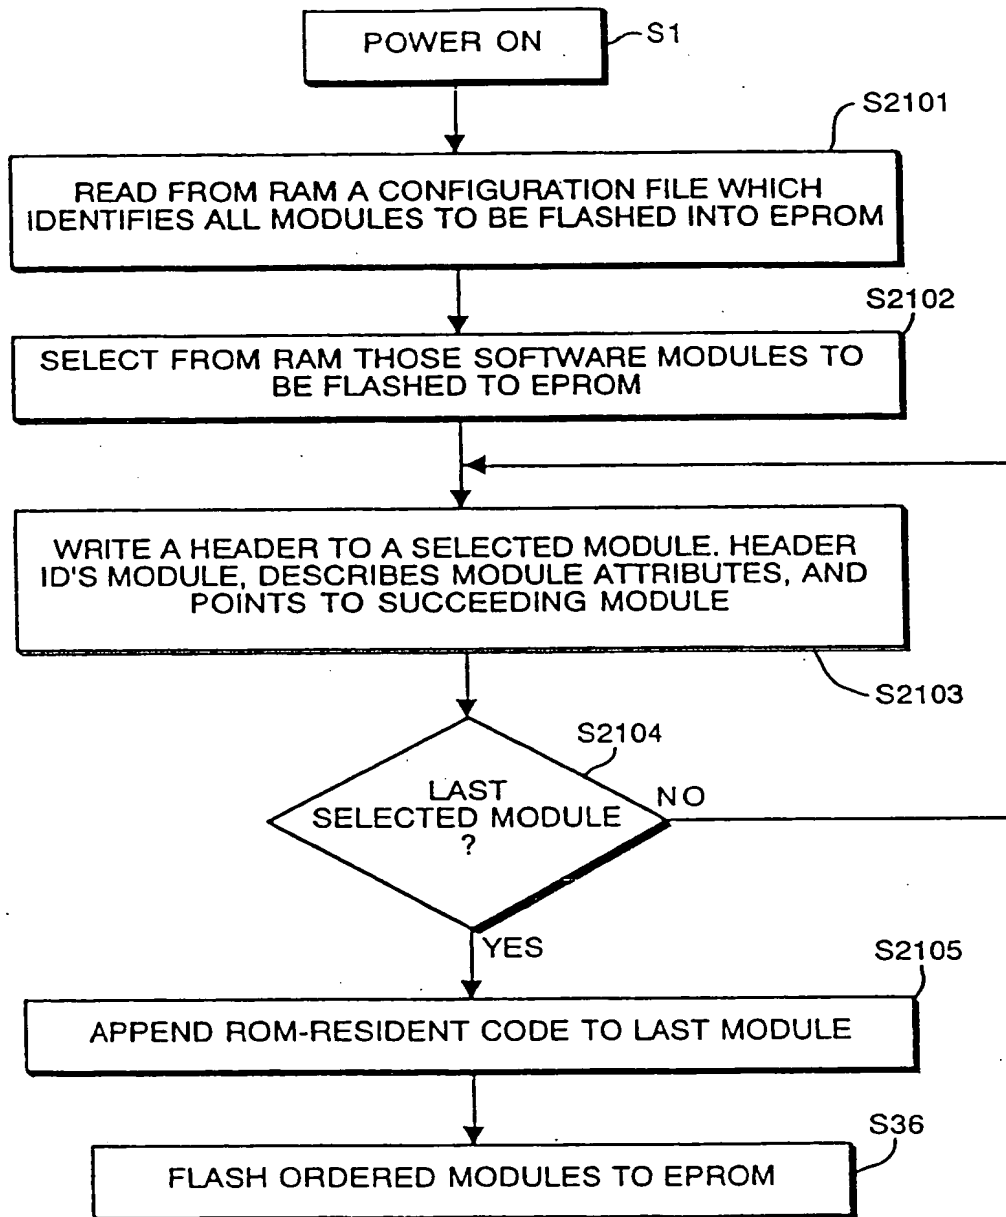 POWER ON
S1
S2101
READ FROM RAM A CONFIGURATION FILE WHICH
IDENTIFIES ALL MODULES TO BE FLASHED INTO EPROM
S2102
SELECT FROM RAM THOSE SOFTWARE MODULES TO
BE FLASHED TO EPROM
WRITE A HEADER TO A SELECTED MODULE. HEADER
ID'S MODULE, DESCRIBES MODULE ATTRIBUTES, AND
POINTS TO SUCCEEDING MODULE
S2103
S2104
LAST
SELECTED MODULE
?
NO
YES
S2105
APPEND ROM-RESIDENT CODE TO LAST MODULE
S36
FLASH ORDERED MODULES TO EPROM